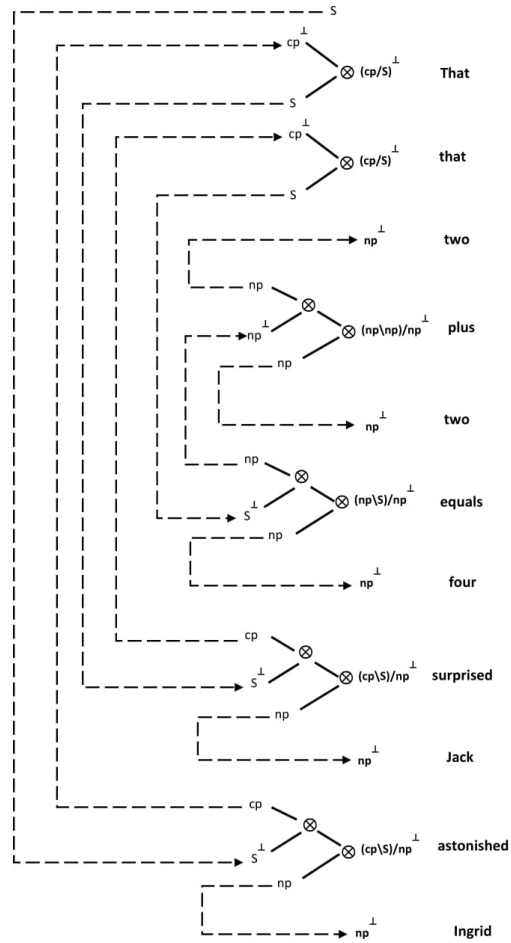 S
cp⊥
⊗ (cp/S)⊥ That
S
cp⊥
⊗ (cp/S)⊥ that
S
np⊥ two
np
⊗
np⊥ ⊗ (np\np)/np⊥ plus
np
np⊥ two
np
⊗
S⊥ ⊗ (np\S)/np⊥ equals
np
np⊥ four
cp
⊗
S⊥ ⊗ (cp\S)/np⊥ surprised
np
np⊥ Jack
cp
⊗
S⊥ ⊗ (cp\S)/np⊥ astonished
np
np⊥ Ingrid